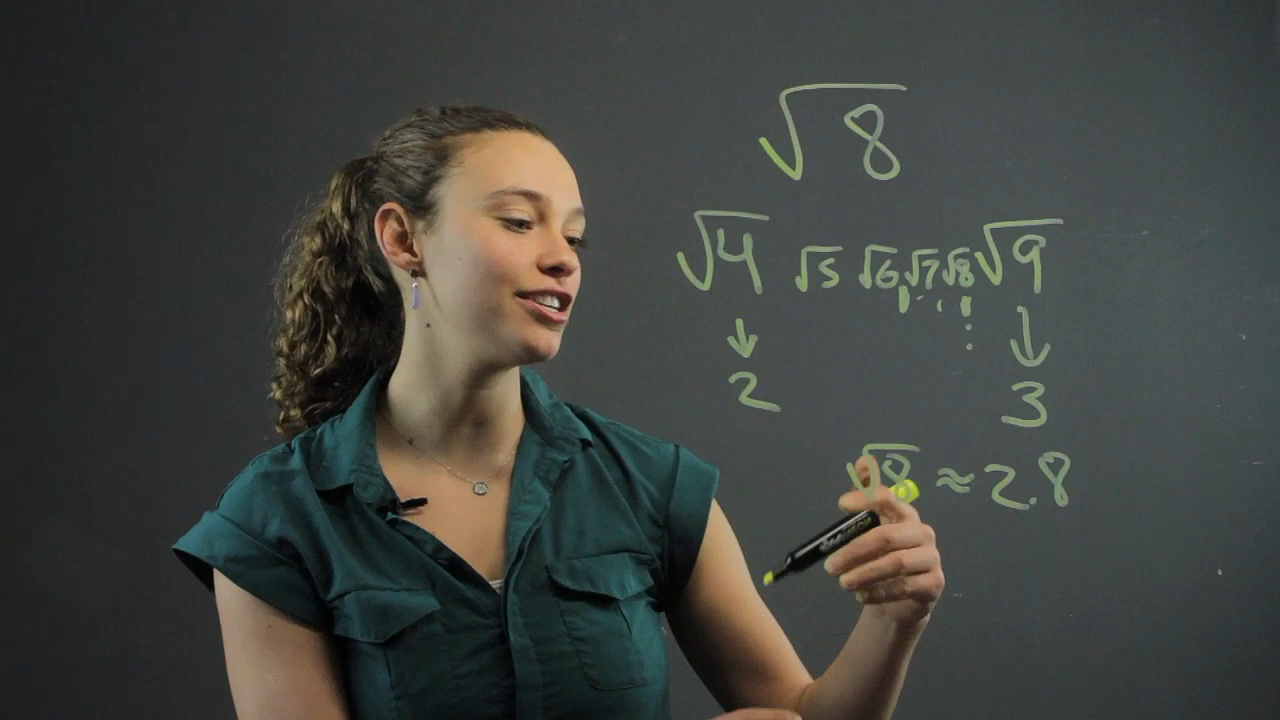 √8
√4 √5 √6 √7 √8 √9
↓ ↓
2 3
√8 ≈ 2.8